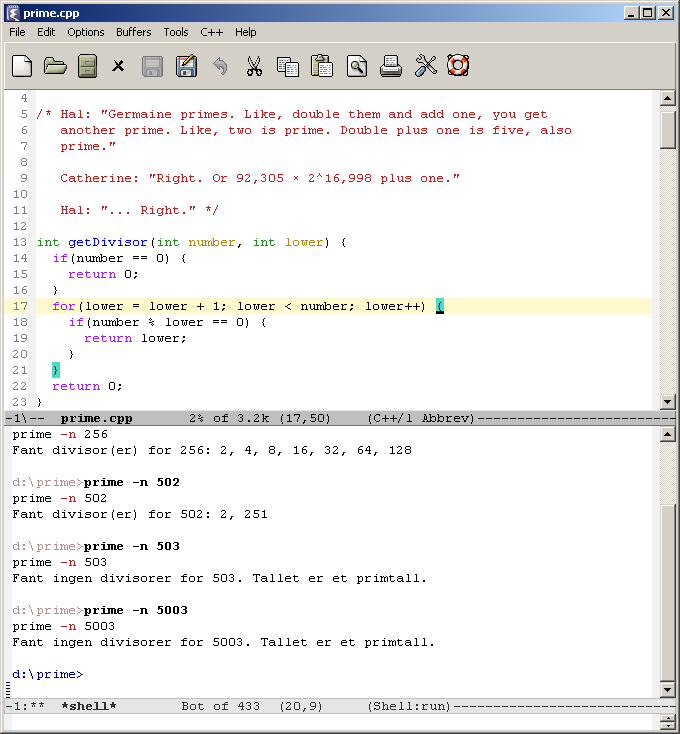 prime.cpp
File Edit Options Buffers Tools C++ Help
4
5 /* Hal: "Germaine primes. Like, double them and add one, you get
6 another prime. Like, two is prime. Double plus one is five, also
7 prime."
8
9 Catherine: "Right. Or 92,305 × 2^16,998 plus one."
10
11 Hal: "... Right." */
12
13 int getDivisor(int number, int lower) {
14 if(number == 0) {
15 return 0;
16 }
17 for(lower = lower + 1; lower < number; lower++) {
18 if(number % lower == 0) {
19 return lower;
20 }
21 }
22 return 0;
23 }
-1\-- prime.cpp 2% of 3.2k (17,50) (C++/l Abbrev)-------------------------
prime -n 256
Fant divisor(er) for 256: 2, 4, 8, 16, 32, 64, 128
d:\prime>prime -n 502
prime -n 502
Fant divisor(er) for 502: 2, 251
d:\prime>prime -n 503
prime -n 503
Fant ingen divisorer for 503. Tallet er et primtall.
d:\prime>prime -n 5003
prime -n 5003
Fant ingen divisorer for 5003. Tallet er et primtall.
d:\prime>
-1:** *shell* Bot of 433 (20,9) (Shell:run)----------------------------